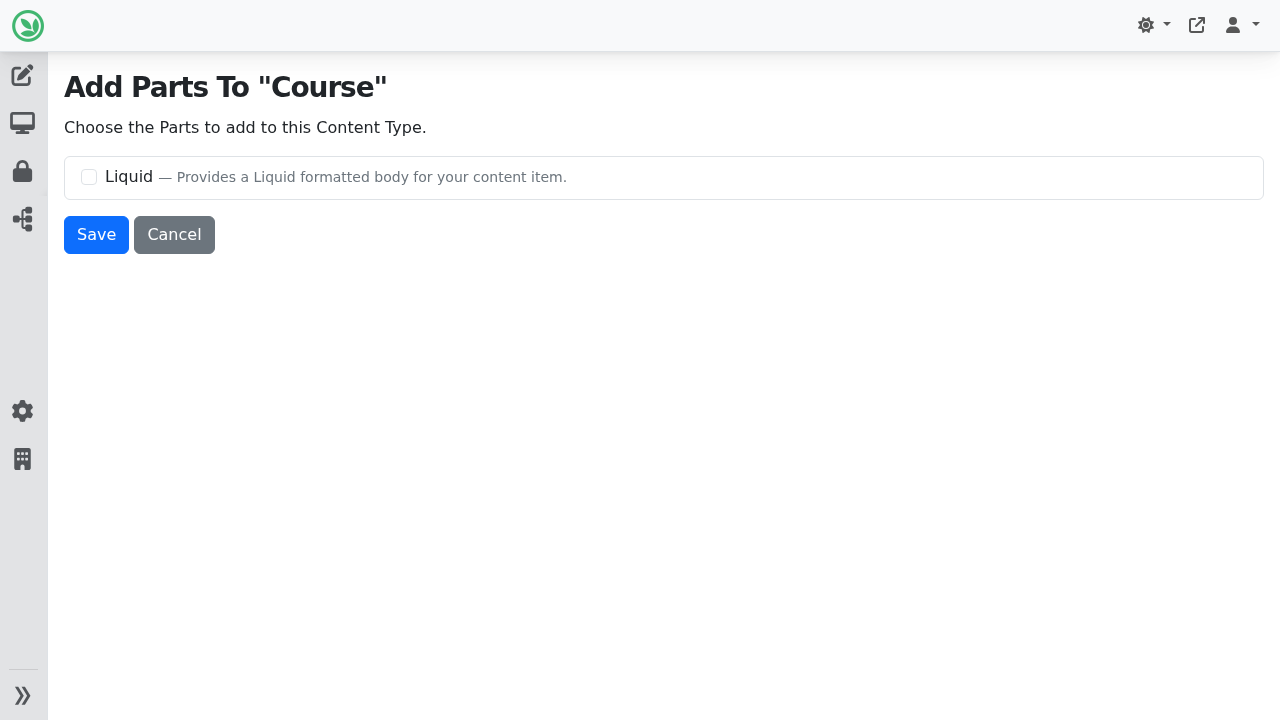 Add Parts To "Course"
Choose the Parts to add to this Content Type.
Liquid — Provides a Liquid formatted body for your content item.
Save Cancel